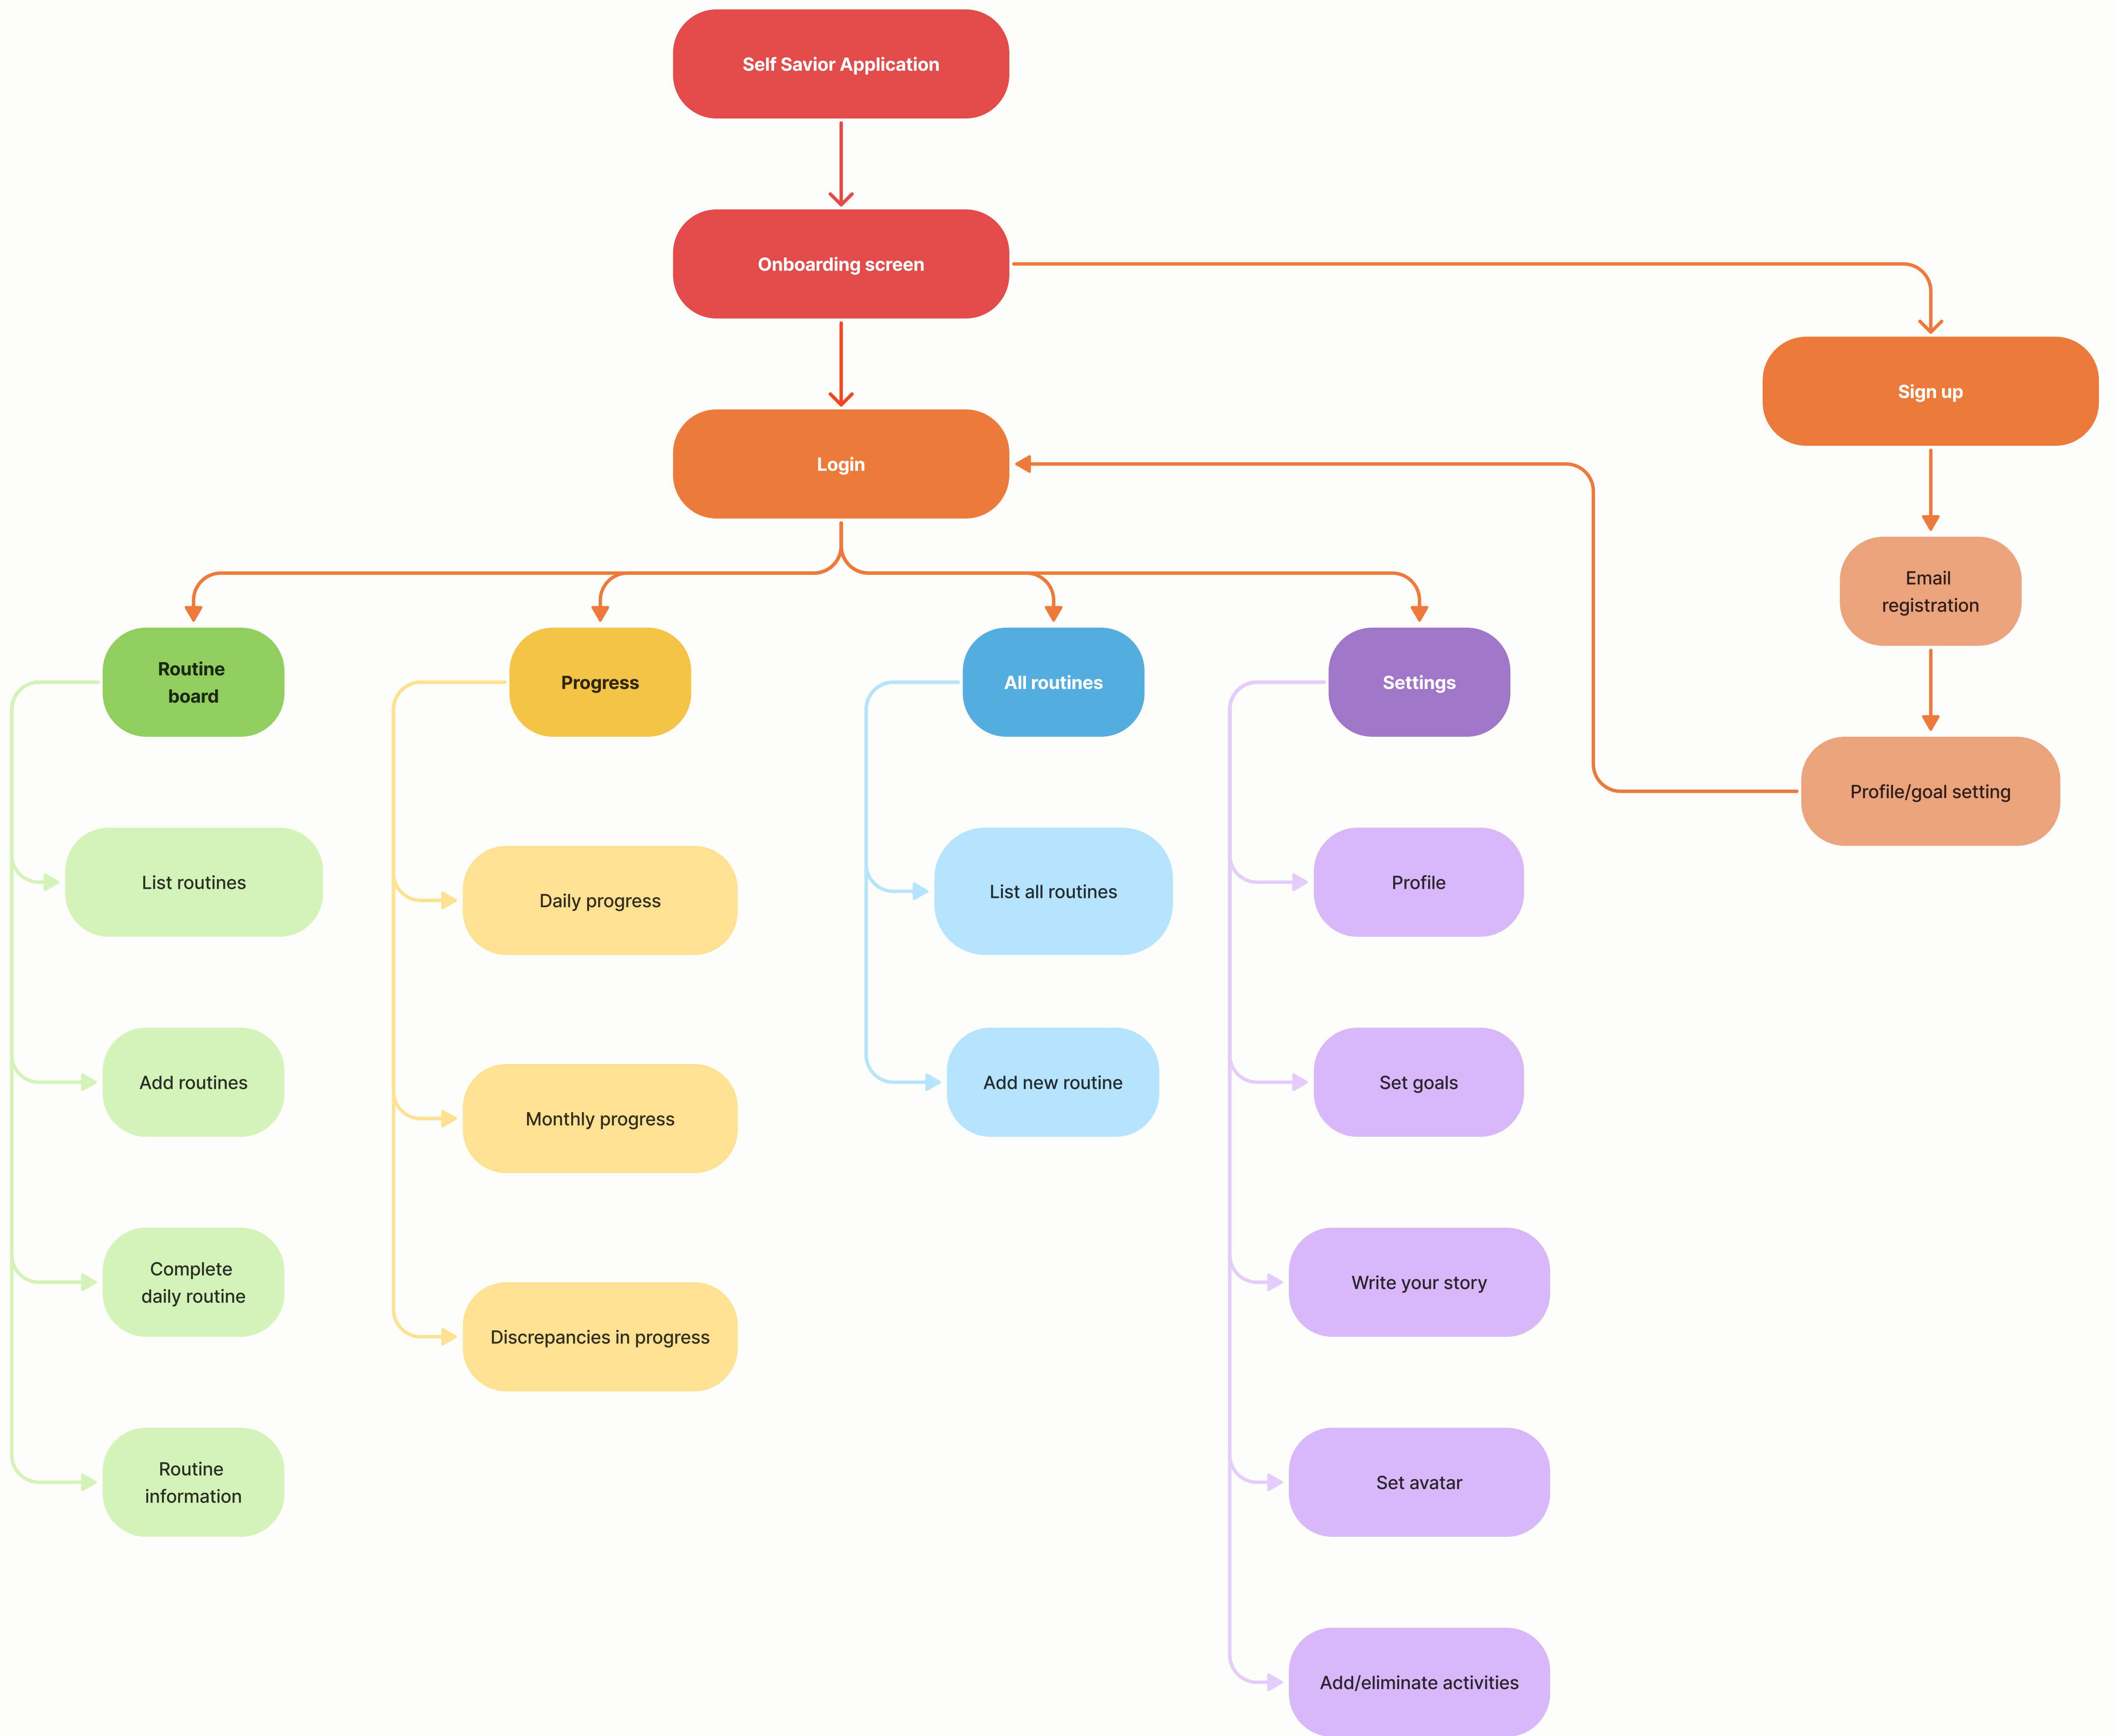 Self Savior Application
Onboarding screen
Sign up
Login
Email
registration
Routine
board
Progress
All routines
Settings
Profile/goal setting
List routines
Daily progress
List all routines
Profile
Add routines
Monthly progress
Add new routine
Set goals
Complete
daily routine
Discrepancies in progress
Write your story
Routine
information
Set avatar
Add/eliminate activities